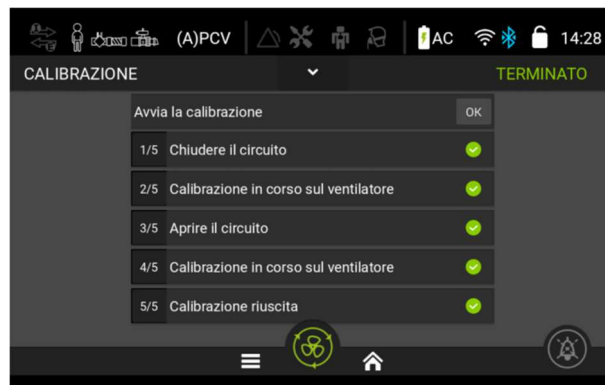 (A)PCV AC 14:28
CALIBRAZIONE TERMINATO
Avvia la calibrazione OK
1/5 Chiudere il circuito
2/5 Calibrazione in corso sul ventilatore
3/5 Aprire il circuito
4/5 Calibrazione in corso sul ventilatore
5/5 Calibrazione riuscita